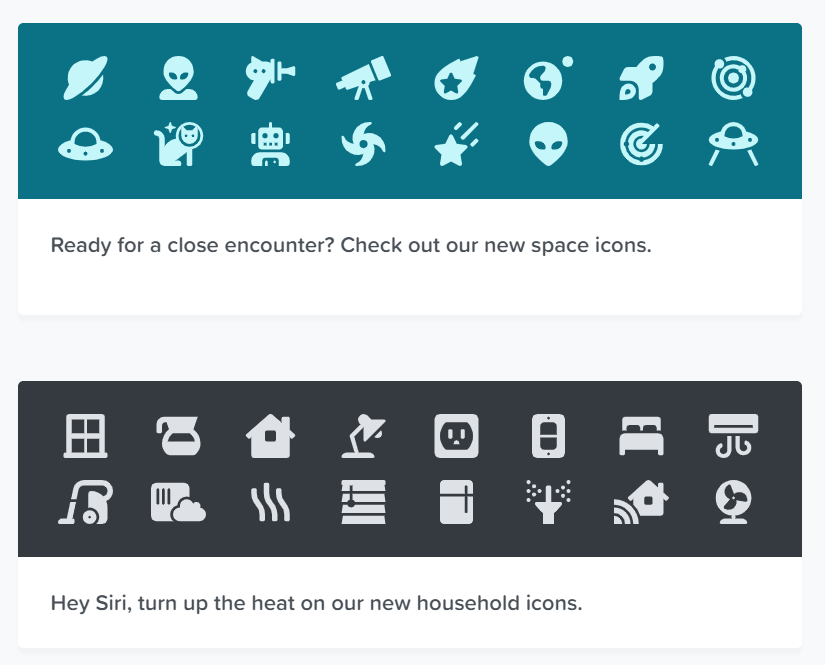 Ready for a close encounter? Check out our new space icons.
Hey Siri, turn up the heat on our new household icons.